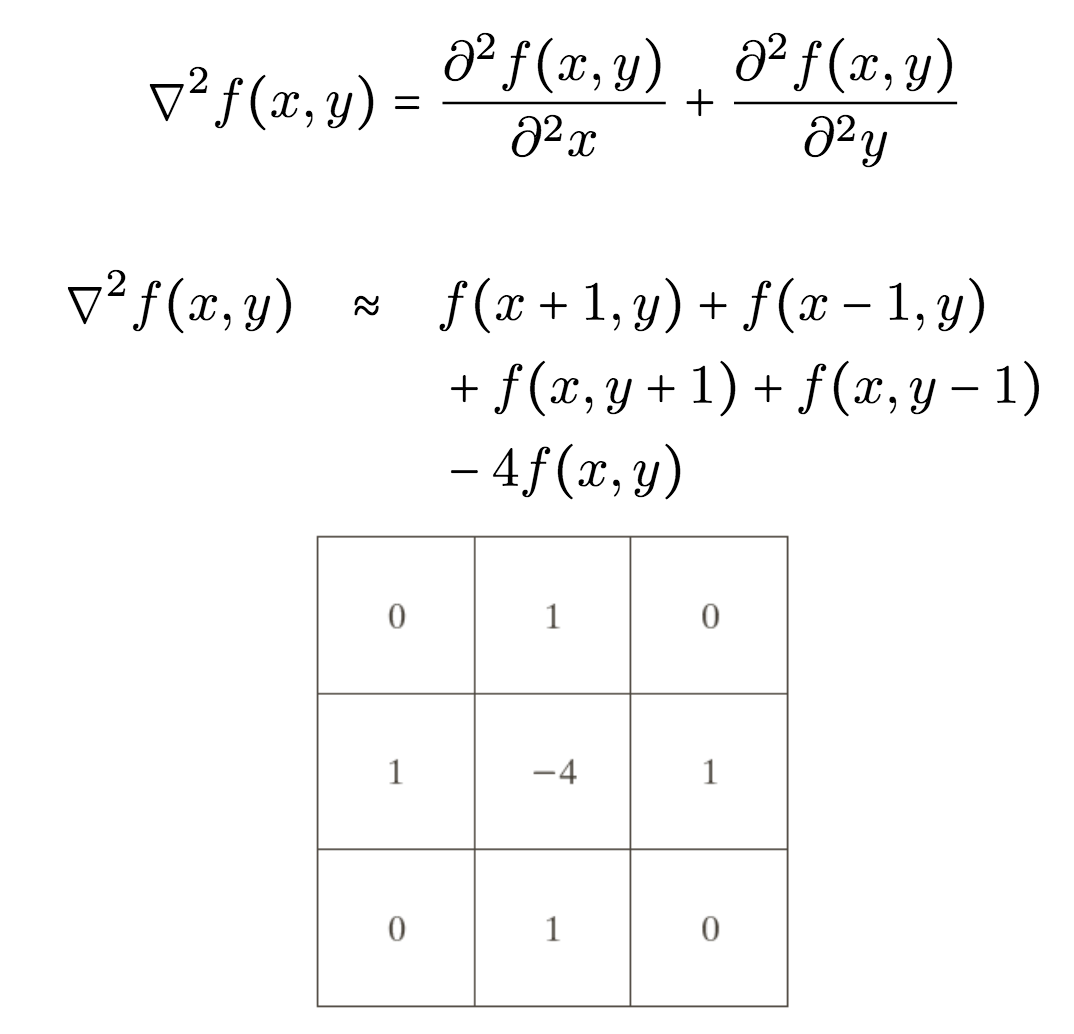 ∇²f(x, y) = ∂²f(x, y)/∂²x + ∂²f(x, y)/∂²y
∇²f(x, y) ≈ f(x + 1, y) + f(x − 1, y)
+ f(x, y + 1) + f(x, y − 1)
− 4f(x, y)
0 1 0
1 −4 1
0 1 0